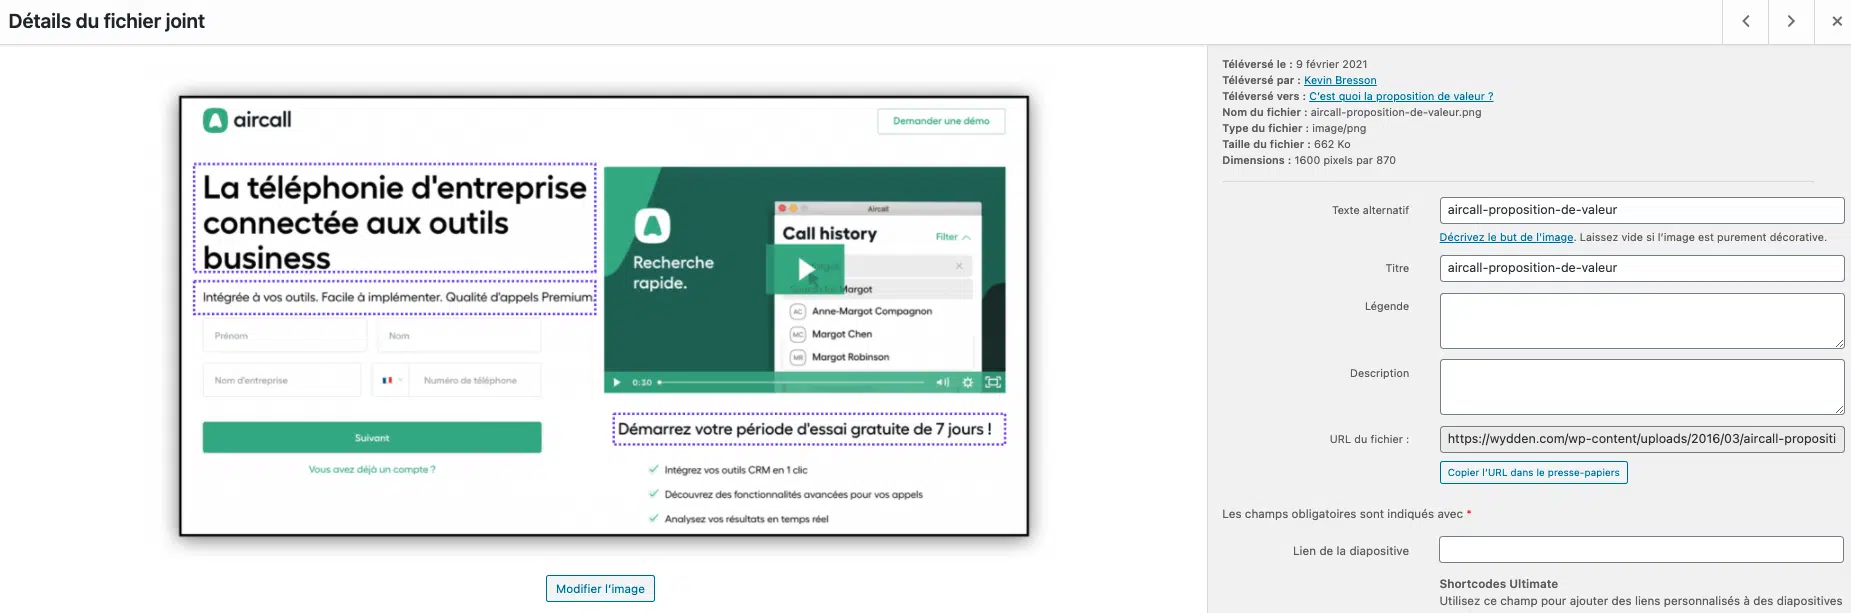 Détails du fichier joint
aircall
Demander une démo
La téléphonie d'entreprise
connectée aux outils
business
Intégrée à vos outils. Facile à implémenter. Qualité d'appels Premium.
Prénom
Nom
Nom d'entreprise
Numéro de téléphone
Suivant
Vous avez déjà un compte ?
Recherche
rapide.
Aircall
Call history
Filter
Margot
AC Anne-Margot Compagnon
MC Margot Chen
MR Margot Robinson
0:30
Démarrez votre période d'essai gratuite de 7 jours !
Intégrez vos outils CRM en 1 clic
Découvrez des fonctionnalités avancées pour vos appels
Analysez vos résultats en temps réel
Modifier l'image
Téléversé le : 9 février 2021
Téléversé par : Kevin Bresson
Téléversé vers : C'est quoi la proposition de valeur ?
Nom du fichier : aircall-proposition-de-valeur.png
Type du fichier : image/png
Taille du fichier : 662 Ko
Dimensions : 1600 pixels par 870
Texte alternatif aircall-proposition-de-valeur
Décrivez le but de l'image. Laissez vide si l'image est purement décorative.
Titre aircall-proposition-de-valeur
Légende
Description
URL du fichier : https://wydden.com/wp-content/uploads/2016/03/aircall-propositi
Copier l'URL dans le presse-papiers
Les champs obligatoires sont indiqués avec *
Lien de la diapositive
Shortcodes Ultimate
Utilisez ce champ pour ajouter des liens personnalisés à des diapositives